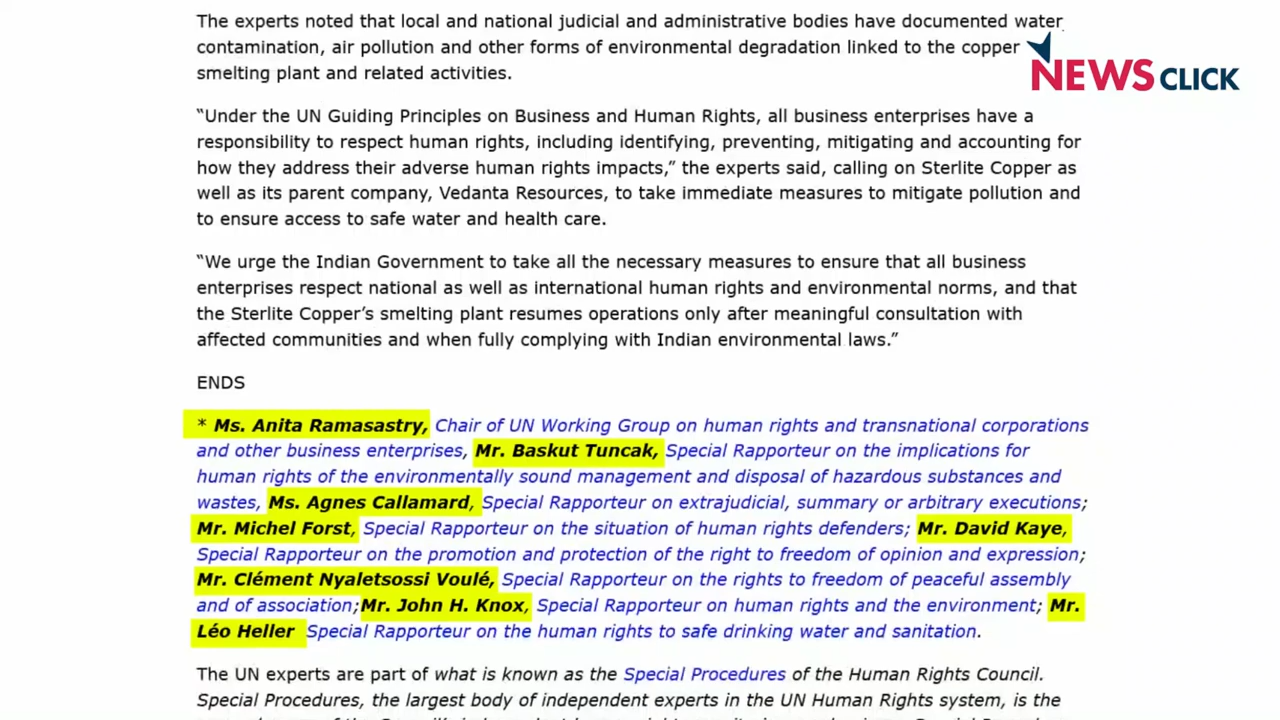 The experts noted that local and national judicial and administrative bodies have documented water
contamination, air pollution and other forms of environmental degradation linked to the copper
smelting plant and related activities.
NEWS CLICK
“Under the UN Guiding Principles on Business and Human Rights, all business enterprises have a
responsibility to respect human rights, including identifying, preventing, mitigating and accounting for
how they address their adverse human rights impacts,” the experts said, calling on Sterlite Copper as
well as its parent company, Vedanta Resources, to take immediate measures to mitigate pollution and
to ensure access to safe water and health care.
“We urge the Indian Government to take all the necessary measures to ensure that all business
enterprises respect national as well as international human rights and environmental norms, and that
the Sterlite Copper’s smelting plant resumes operations only after meaningful consultation with
affected communities and when fully complying with Indian environmental laws.”
ENDS
* Ms. Anita Ramasastry, Chair of UN Working Group on human rights and transnational corporations
and other business enterprises, Mr. Baskut Tuncak, Special Rapporteur on the implications for
human rights of the environmentally sound management and disposal of hazardous substances and
wastes, Ms. Agnes Callamard, Special Rapporteur on extrajudicial, summary or arbitrary executions;
Mr. Michel Forst, Special Rapporteur on the situation of human rights defenders; Mr. David Kaye,
Special Rapporteur on the promotion and protection of the right to freedom of opinion and expression;
Mr. Clément Nyaletsossi Voulé, Special Rapporteur on the rights to freedom of peaceful assembly
and of association;Mr. John H. Knox, Special Rapporteur on human rights and the environment; Mr.
Léo Heller Special Rapporteur on the human rights to safe drinking water and sanitation.
The UN experts are part of what is known as the Special Procedures of the Human Rights Council.
Special Procedures, the largest body of independent experts in the UN Human Rights system, is the